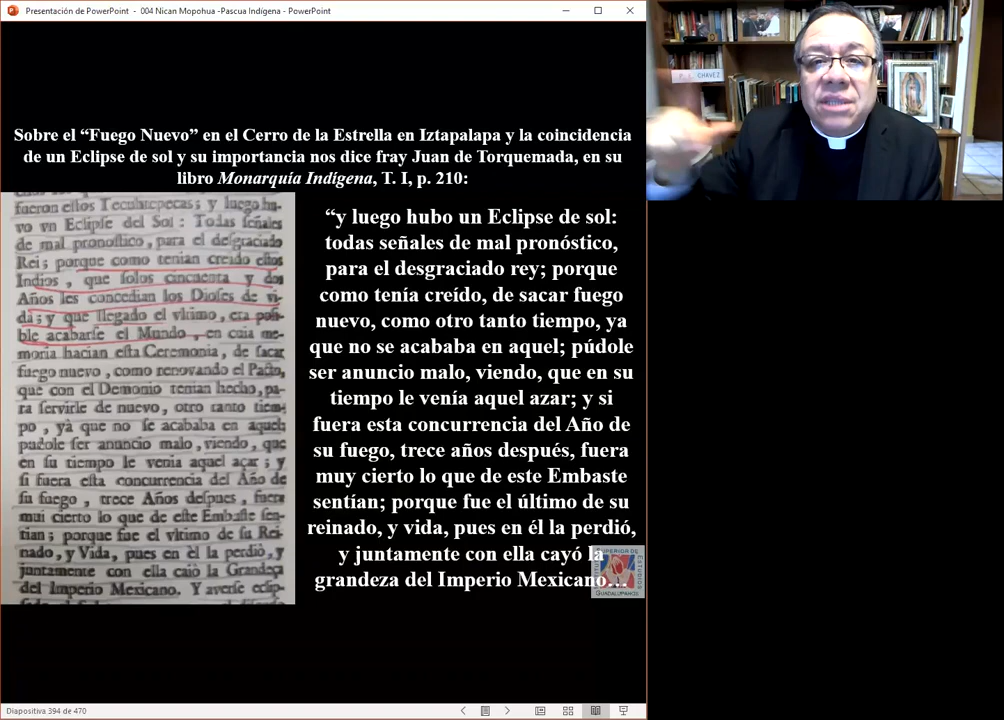 Presentación de PowerPoint - 004 Nican Mopohua -Pascua Indígena - PowerPoint
P. E. CHAVEZ
Sobre el “Fuego Nuevo” en el Cerro de la Estrella en Iztapalapa y la coincidencia
de un Eclipse de sol y su importancia nos dice fray Juan de Torquemada, en su
libro Monarquía Indígena, T. I, p. 210:
fueron estos Tecuhtepecas; y luego hu-
vo vn Eclipse del Sol: Todas señales
de mal pronostico, para el desgraciado
Rei; porque como tenian creido estos
Indios, que solos cincuenta y dos
Años les concedian los Dioses de vi-
da; y que llegado el vltimo, era posi-
ble acabarse el Mundo, en cuia me-
moria hacian esta Ceremonia, de sacar
fuego nuevo, como renovando el Pacto,
que con el Demonio tenian hecho, pa-
ra servirle de nuevo, otro tanto tiem-
po, yà que no se acababa en aquel;
pudole ser anuncio malo, viendo, que
en su tiempo le venia aquel açar; y
si fuera esta concurrencia del Año de
su fuego, trece Años despues, fuera
mui cierto lo que de este Embaste sen-
tian; porque fue el vltimo de su Rei-
nado, y Vida, pues en èl la perdiò, y
juntamente con ella caiò la Grandeça
del Imperio Mexicano. Y averse eclip-
“y luego hubo un Eclipse de sol:
todas señales de mal pronóstico,
para el desgraciado rey; porque
como tenía creído, de sacar fuego
nuevo, como otro tanto tiempo, ya
que no se acababa en aquel; púdole
ser anuncio malo, viendo, que en su
tiempo le venía aquel azar; y si
fuera esta concurrencia del Año de
su fuego, trece años después, fuera
muy cierto lo que de este Embaste
sentían; porque fue el último de su
reinado, y vida, pues en él la perdió,
y juntamente con ella cayó la
grandeza del Imperio Mexicano…
SUPERIOR DE
ESTUDIOS
GUADALUPANOS
Diapositiva 394 de 470